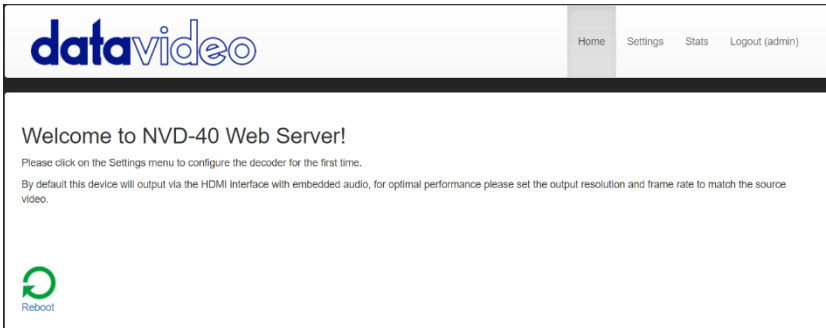 datavideo
Home Settings Stats Logout (admin)
Welcome to NVD-40 Web Server!
Please click on the Settings menu to configure the decoder for the first time.
By default this device will output via the HDMI interface with embedded audio, for optimal performance please set the output resolution and frame rate to match the source
video.
Reboot